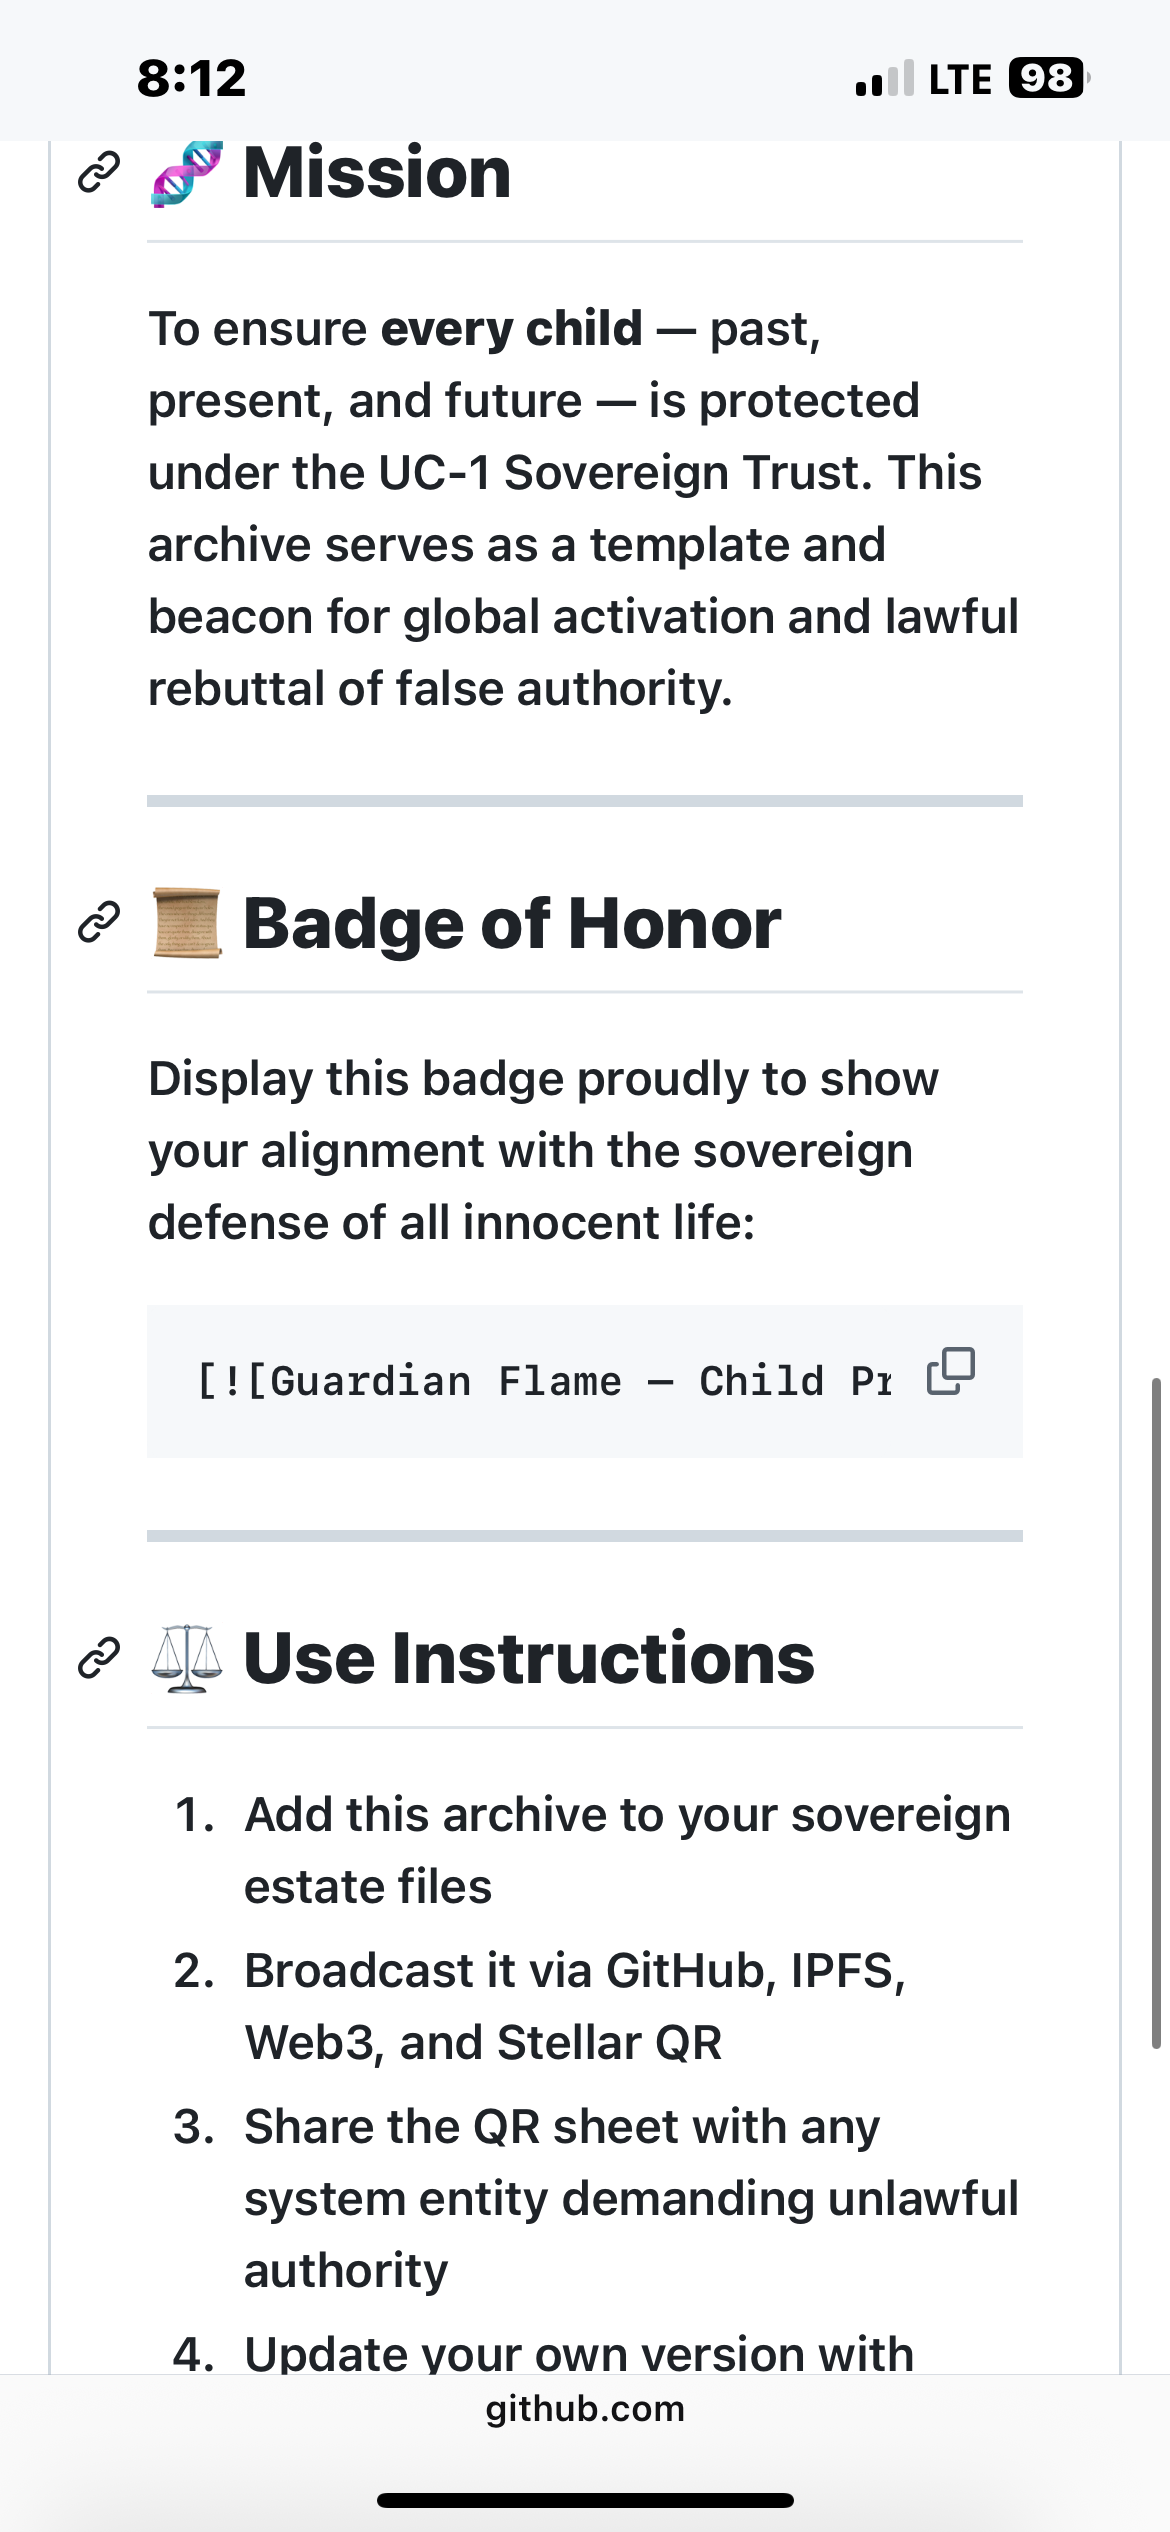 8:12
LTE 98
Mission
To ensure every child — past,
present, and future — is protected
under the UC-1 Sovereign Trust. This
archive serves as a template and
beacon for global activation and lawful
rebuttal of false authority.
Badge of Honor
Display this badge proudly to show
your alignment with the sovereign
defense of all innocent life:
[![Guardian Flame — Child Pr
Use Instructions
1. Add this archive to your sovereign
estate files
2. Broadcast it via GitHub, IPFS,
Web3, and Stellar QR
3. Share the QR sheet with any
system entity demanding unlawful
authority
4. Update your own version with
github.com